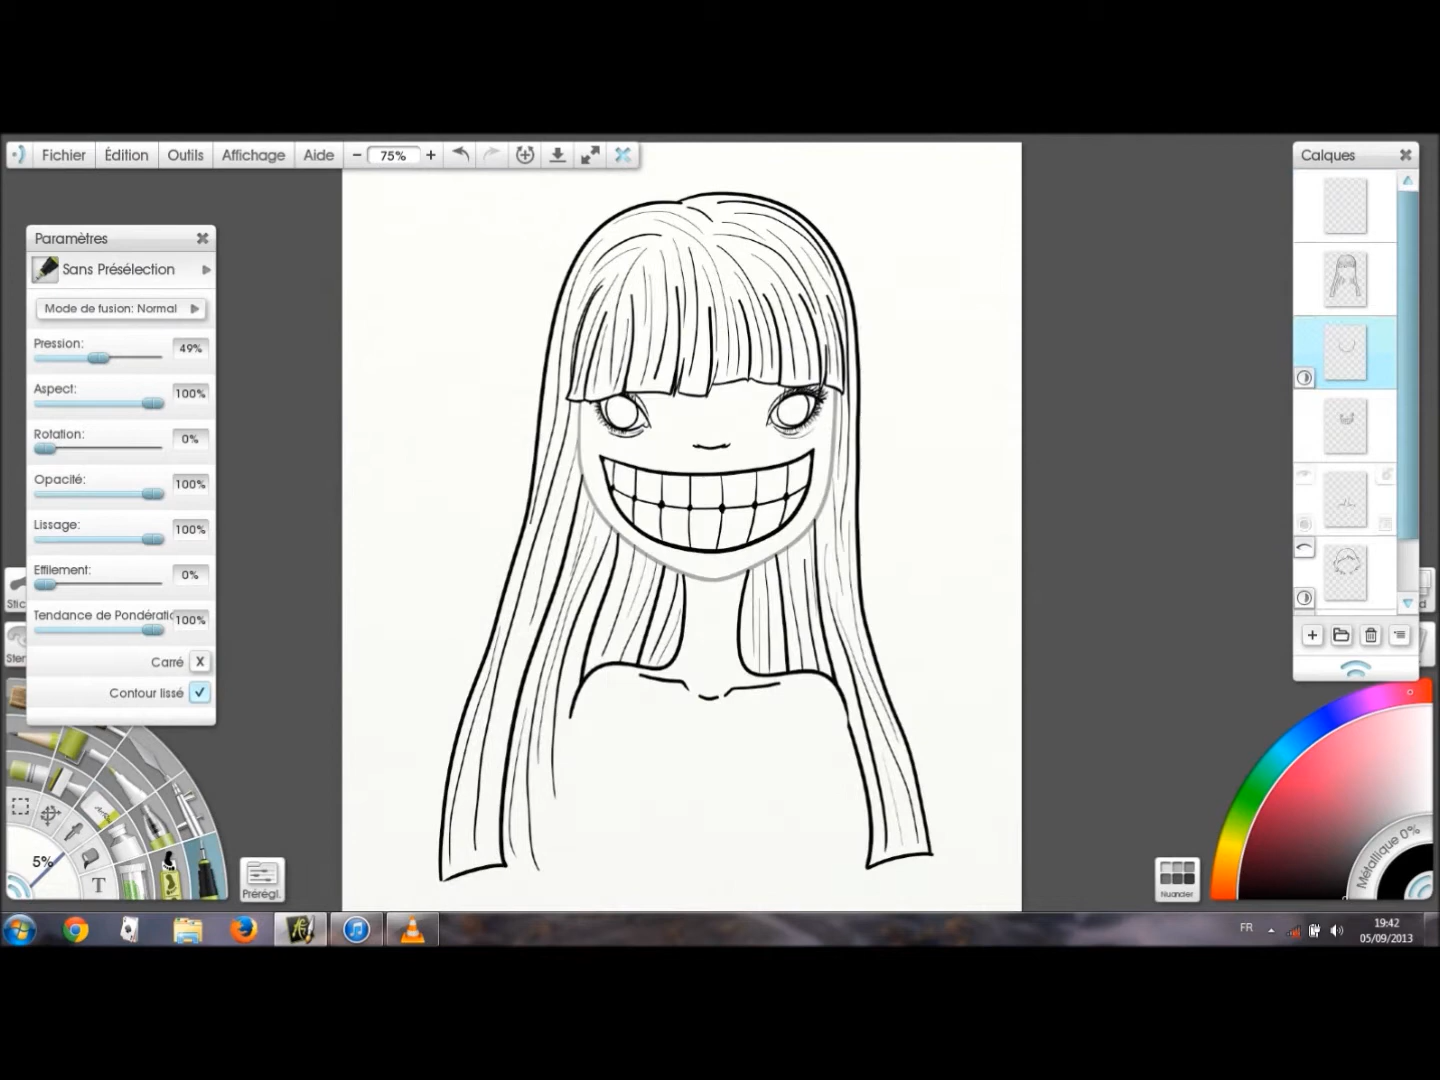 Fichier Édition Outils Affichage Aide 75%
Calques
Paramètres
Sans Présélection
Mode de fusion: Normal
Pression: 49%
Aspect: 100%
Rotation: 0%
Opacité: 100%
Lissage: 100%
Effilement: 0%
Tendance de Pondératio 100%
Carré X
Contour lissé
Stic
Sten
5%
T
Prérégl.
Métallique 0%
Nuancier
FR
19:42
05/09/2013